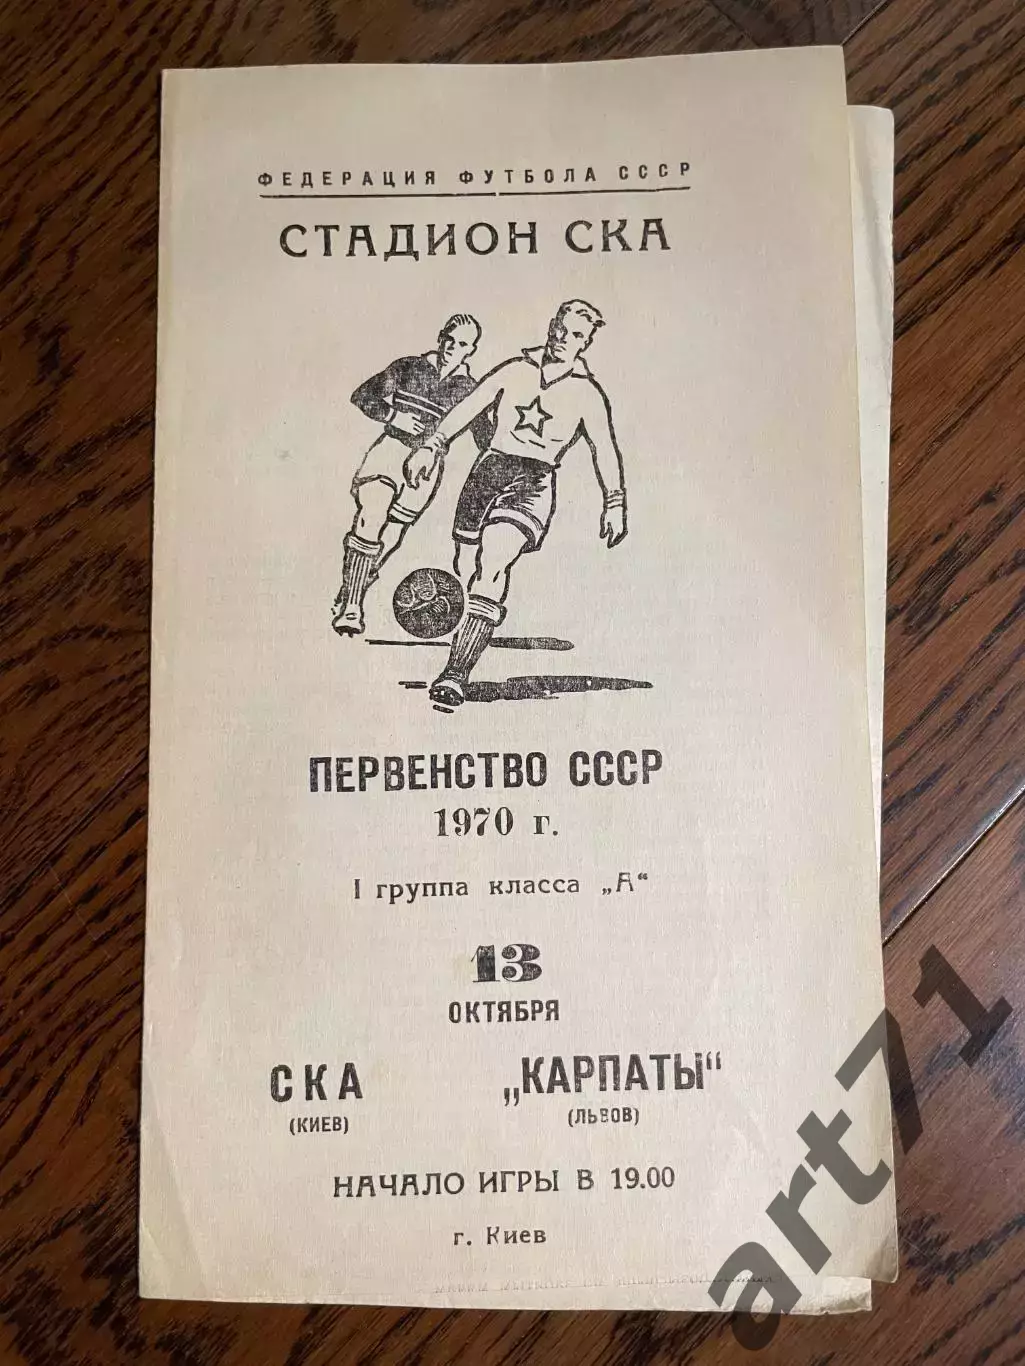 ФЕДЕРАЦИЯ ФУТБОЛА СССР
СТАДИОН СКА
ПЕРВЕНСТВО СССР
1970 г.
I группа класса „А“
13
ОКТЯБРЯ
СКА „КАРПАТЫ“
(КИЕВ) (ЛЬВОВ)
НАЧАЛО ИГРЫ В 19.00
г. Киев
art71